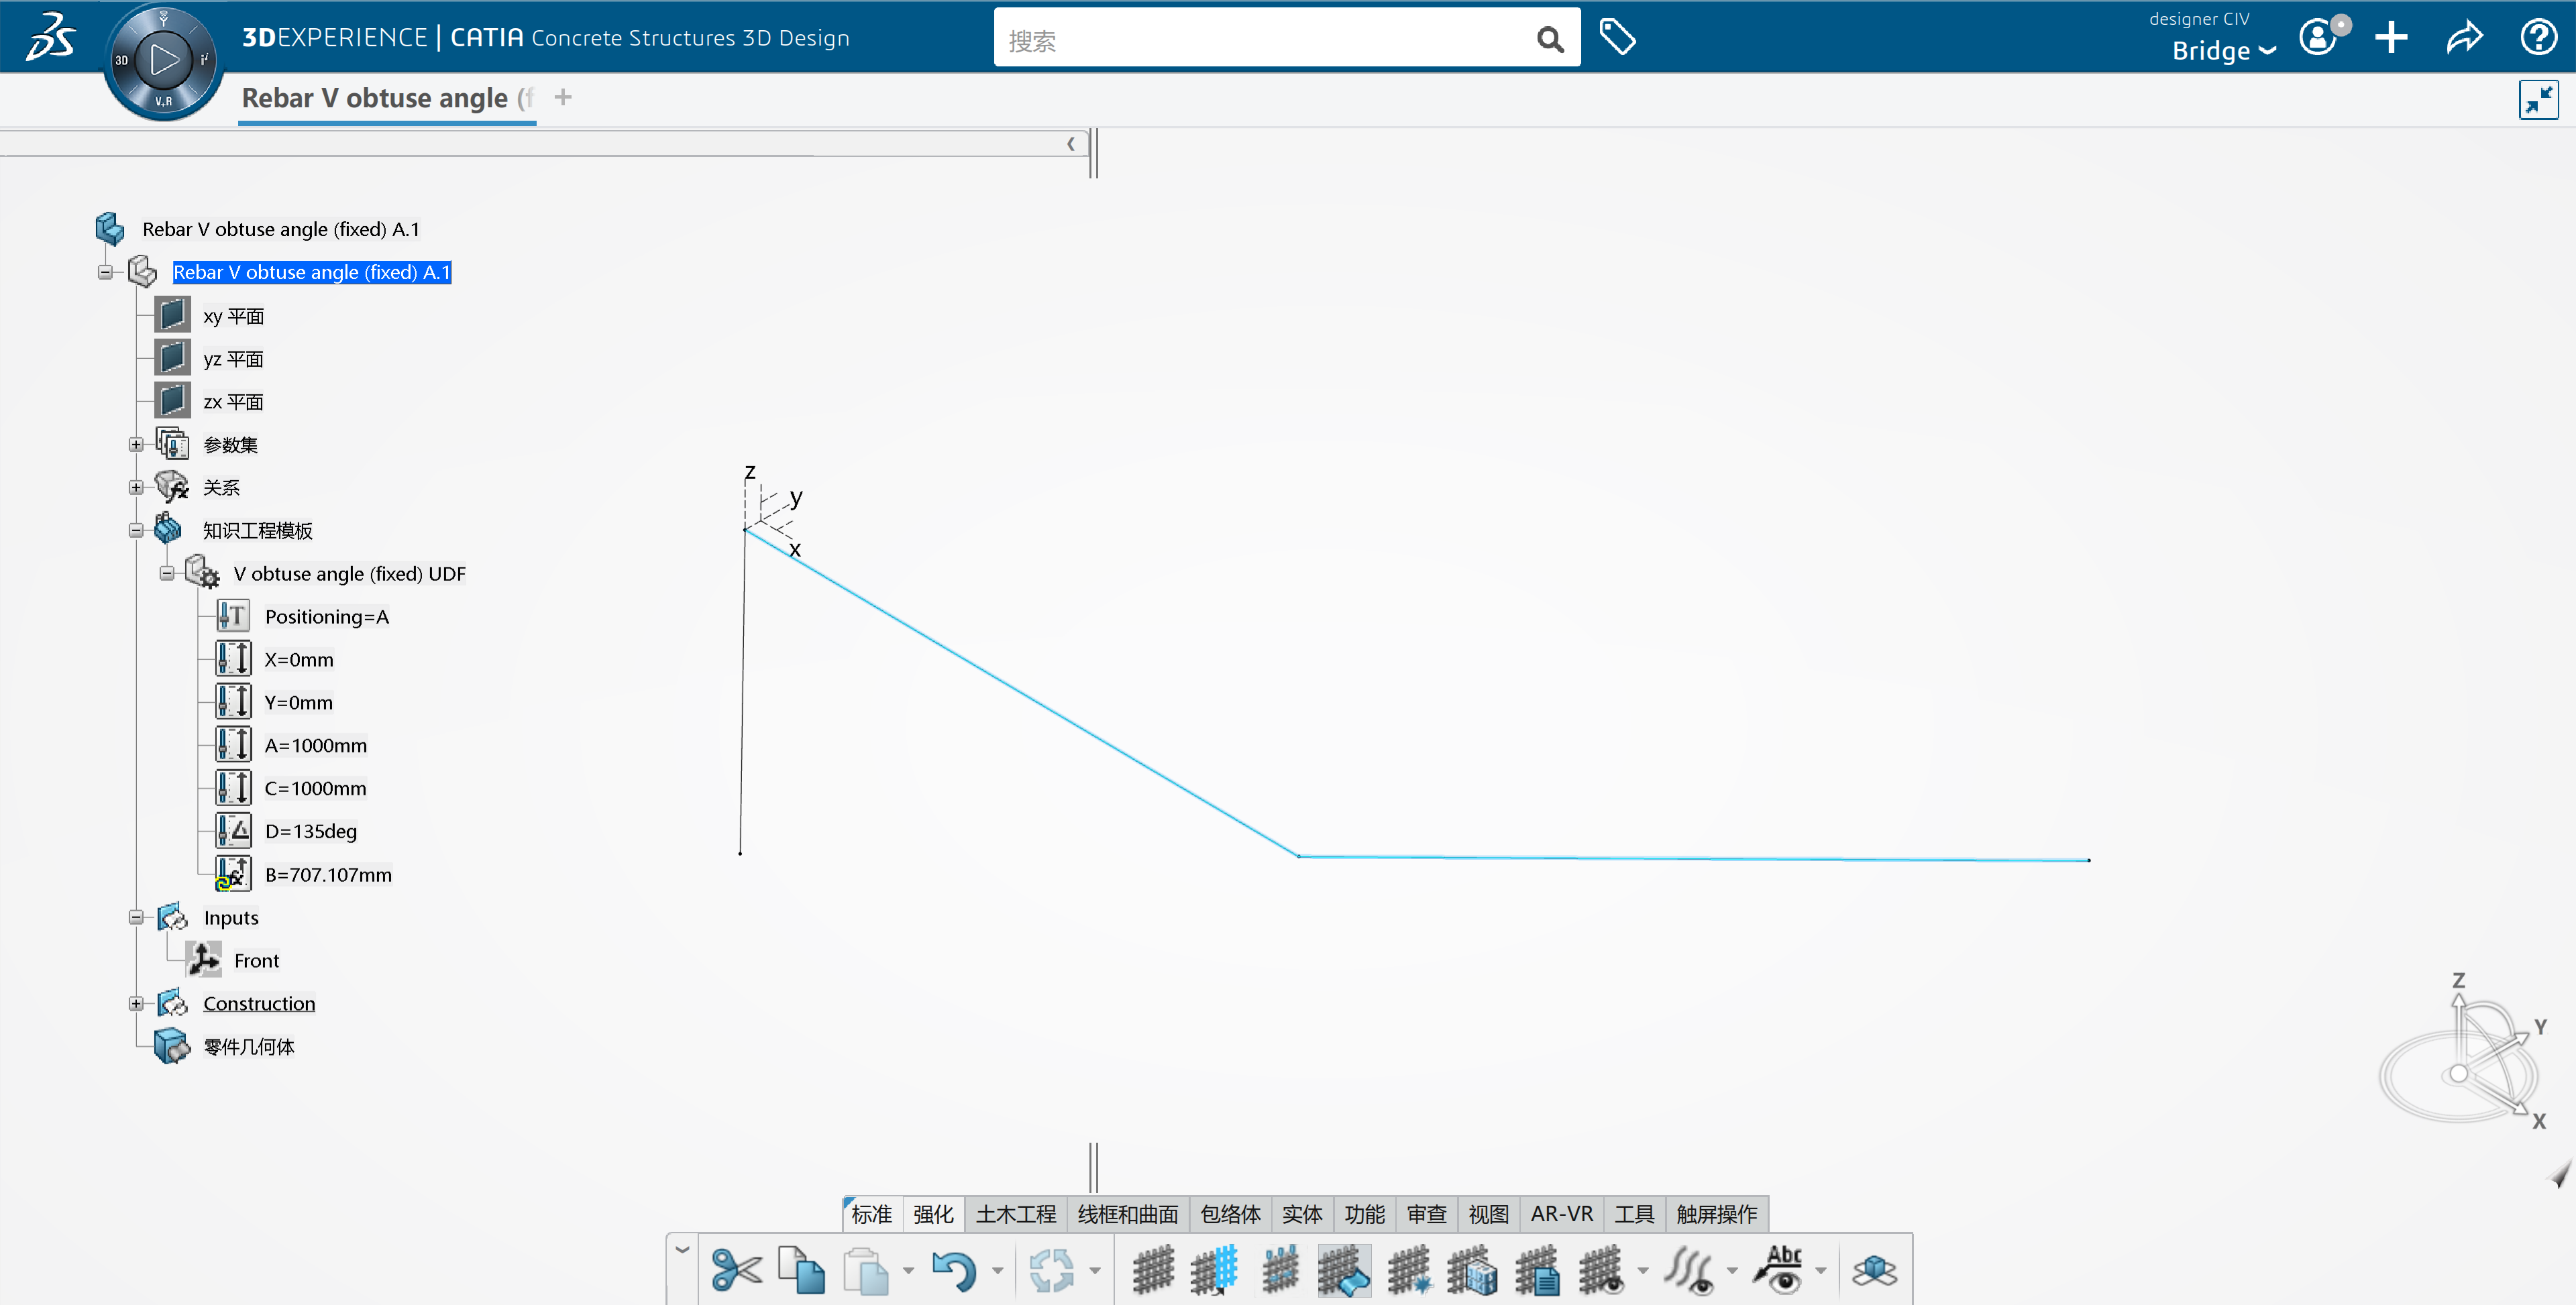 3DEXPERIENCE | CATIA Concrete Structures 3D Design
搜索
designer CIV
Bridge
3D
V,R
Rebar V obtuse angle (f
Rebar V obtuse angle (fixed) A.1
Rebar V obtuse angle (fixed) A.1
xy 平面
yz 平面
zx 平面
参数集
关系
知识工程模板
V obtuse angle (fixed) UDF
Positioning=A
X=0mm
Y=0mm
A=1000mm
C=1000mm
D=135deg
B=707.107mm
Inputs
Front
Construction
零件几何体
z
y
x
Z
Y
X
标准 强化 土木工程 线框和曲面 包络体 实体 功能 审查 视图 AR-VR 工具 触屏操作
Abc